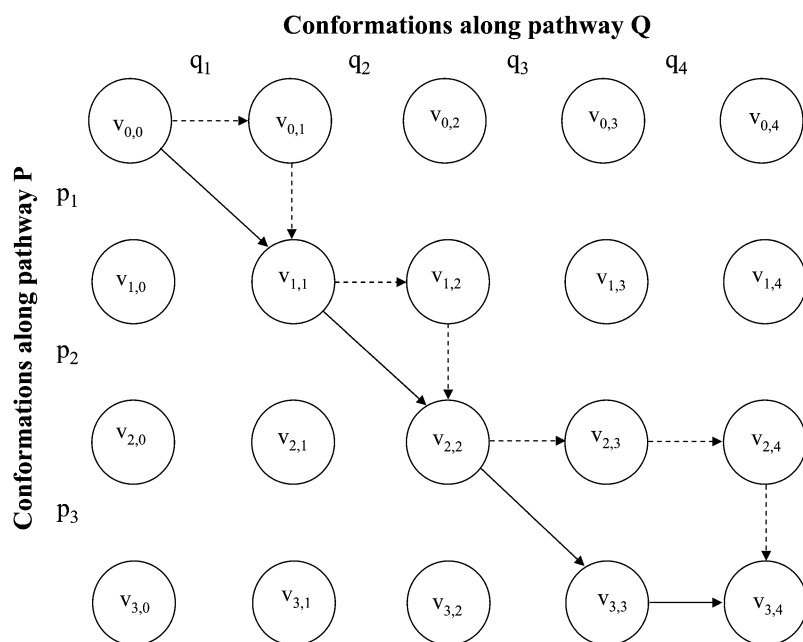 Conformations along pathway Q
q1 q2 q3 q4
v0,0 v0,1 v0,2 v0,3 v0,4
Conformations along pathway P
p1
v1,0 v1,1 v1,2 v1,3 v1,4
p2
v2,0 v2,1 v2,2 v2,3 v2,4
p3
v3,0 v3,1 v3,2 v3,3 v3,4